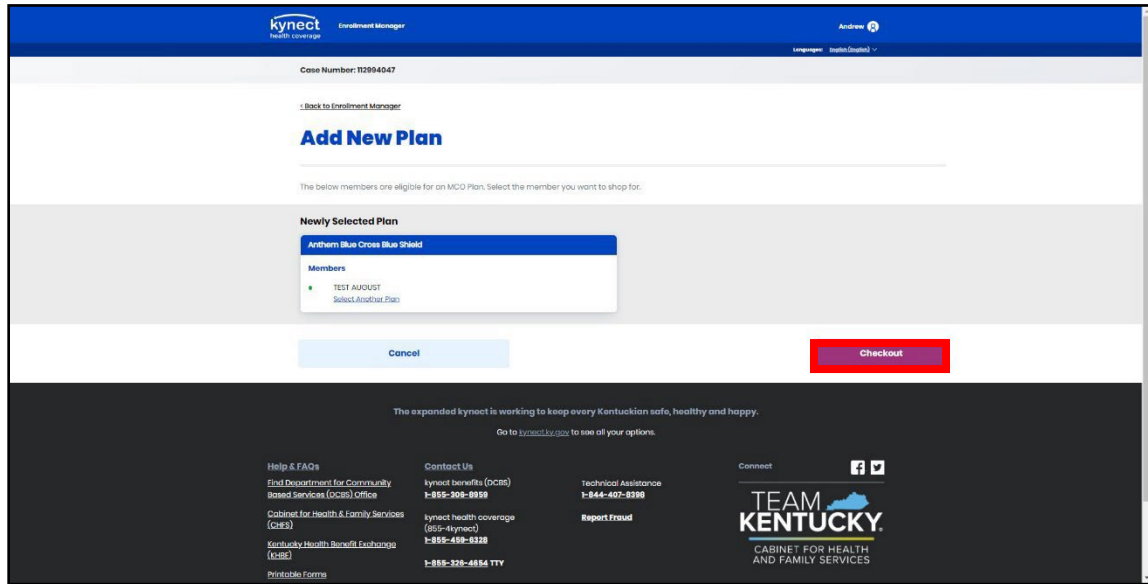 kynect
health coverage
Enrollment Manager
Andrew
Languages: English (English)
Case Number: 112994047
< Back to Enrollment Manager
Add New Plan
The below members are eligible for an MCO Plan. Select the member you want to shop for.
Newly Selected Plan
Anthem Blue Cross Blue Shield
Members
TEST AUGUST
Select Another Plan
Cancel
Checkout
The expanded kynect is working to keep every Kentuckian safe, healthy and happy.
Go to kynect.ky.gov to see all your options.
Help & FAQs
Find Department for Community
Based Services (DCBS) Office
Cabinet for Health & Family Services
(CHFS)
Kentucky Health Benefit Exchange
(KHBE)
Printable Forms
Contact Us
kynect benefits (DCBS)
1-855-306-8959
kynect health coverage
(855-4kynect)
1-855-459-6328
1-855-326-4654 TTY
Technical Assistance
1-844-407-8398
Report Fraud
Connect
TEAM
KENTUCKY.
CABINET FOR HEALTH
AND FAMILY SERVICES